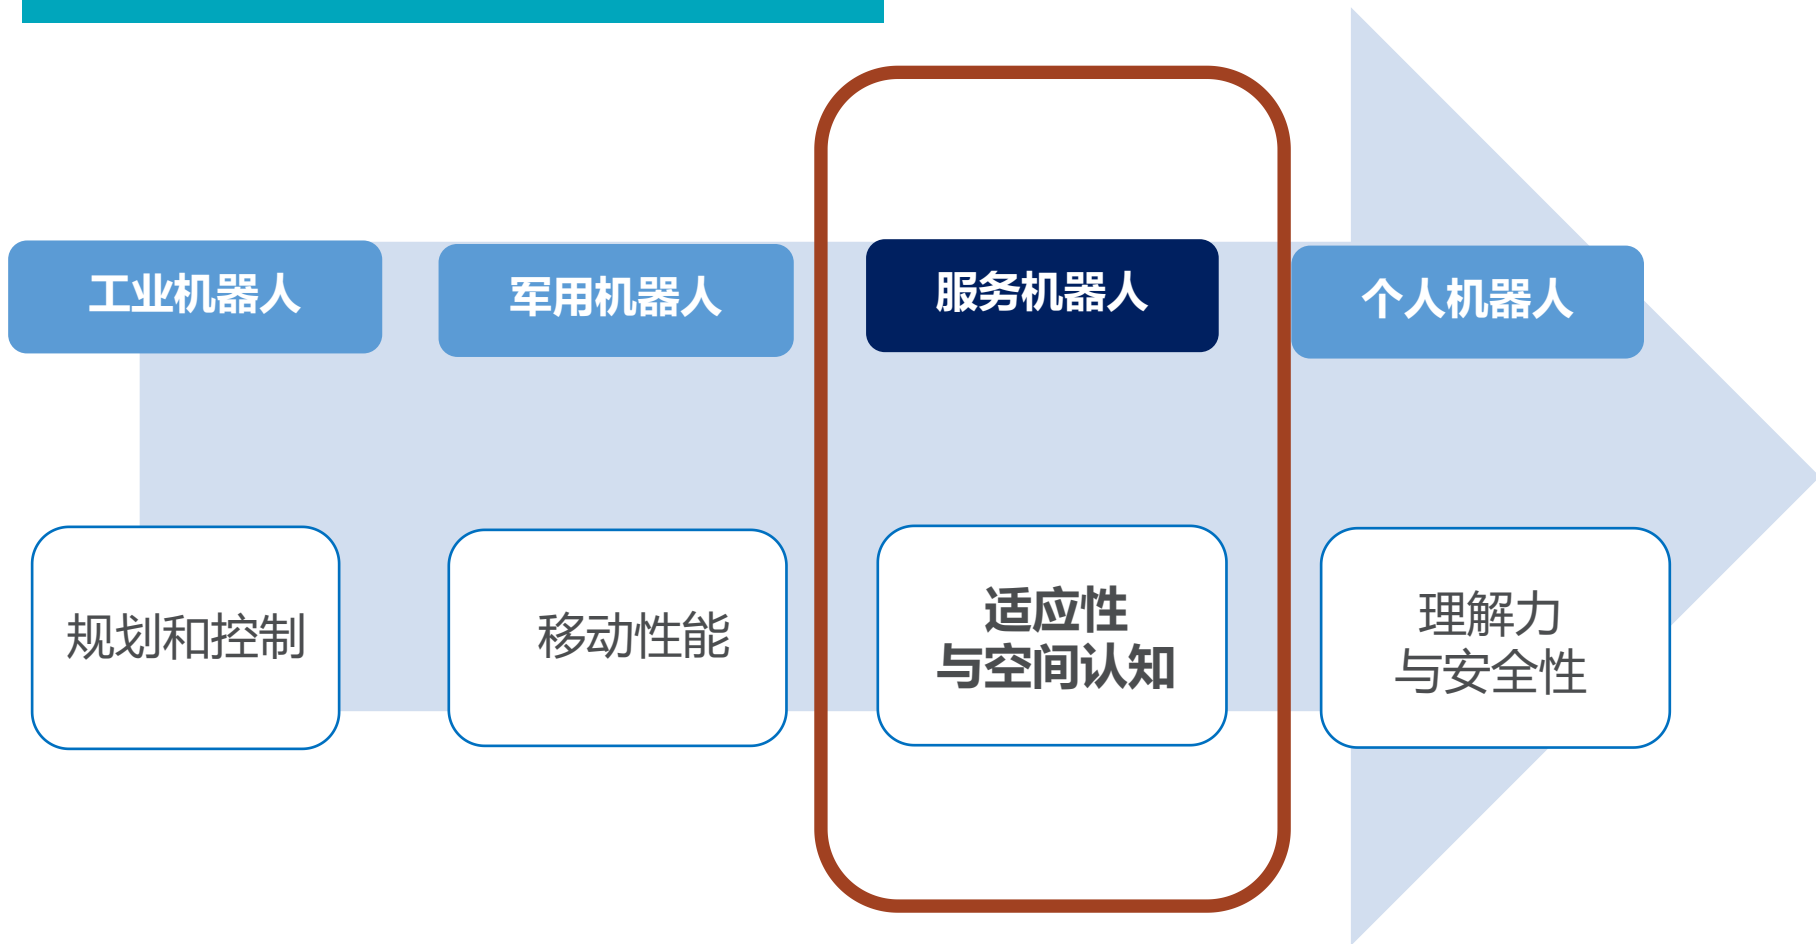 工业机器人
军用机器人
服务机器人
个人机器人
规划和控制
移动性能
适应性
与空间认知
理解力
与安全性